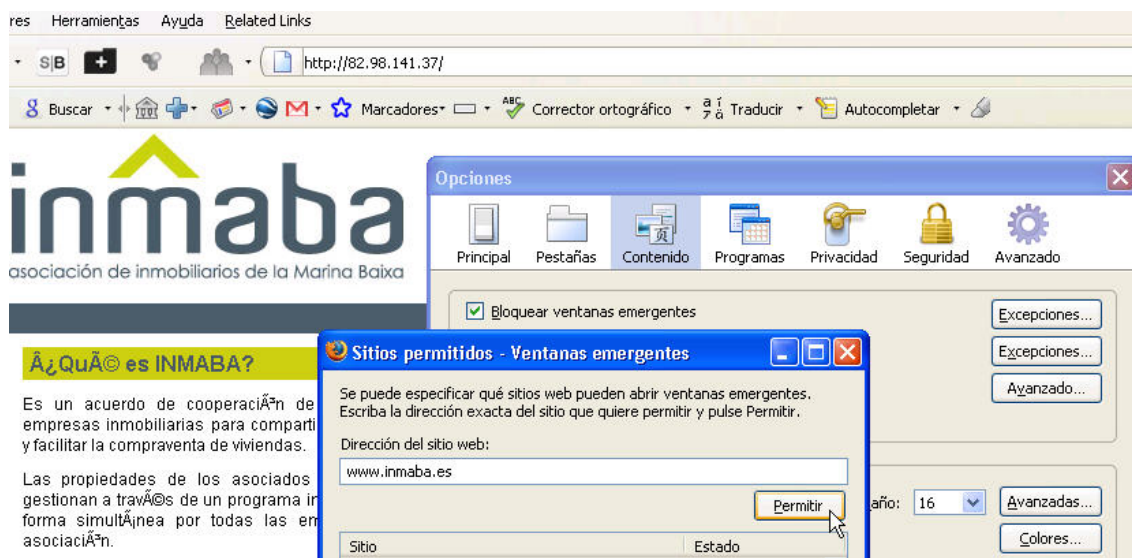 res Herramientas Ayuda Related Links
S|B http://82.98.141.37/
Buscar Marcadores ABC Corrector ortográfico Traducir Autocompletar
inmaba
asociación de inmobiliarios de la Marina Baixa
Opciones
Principal Pestañas Contenido Programas Privacidad Seguridad Avanzado
Bloquear ventanas emergentes Excepciones...
Excepciones...
Avanzado...
Â¿QuÃ© es INMABA?
Es un acuerdo de cooperaciÃ³n de
empresas inmobiliarias para comparti
y facilitar la compraventa de viviendas.
Las propiedades de los asociados
gestionan a travÃ©s de un programa in
forma simultÃ¡nea por todas las em
asociaciÃ³n.
Sitios permitidos - Ventanas emergentes
Se puede especificar qué sitios web pueden abrir ventanas emergentes.
Escriba la dirección exacta del sitio que quiere permitir y pulse Permitir.
Dirección del sitio web:
www.inmaba.es
Permitir
Sitio Estado
año: 16 Avanzadas...
Colores...